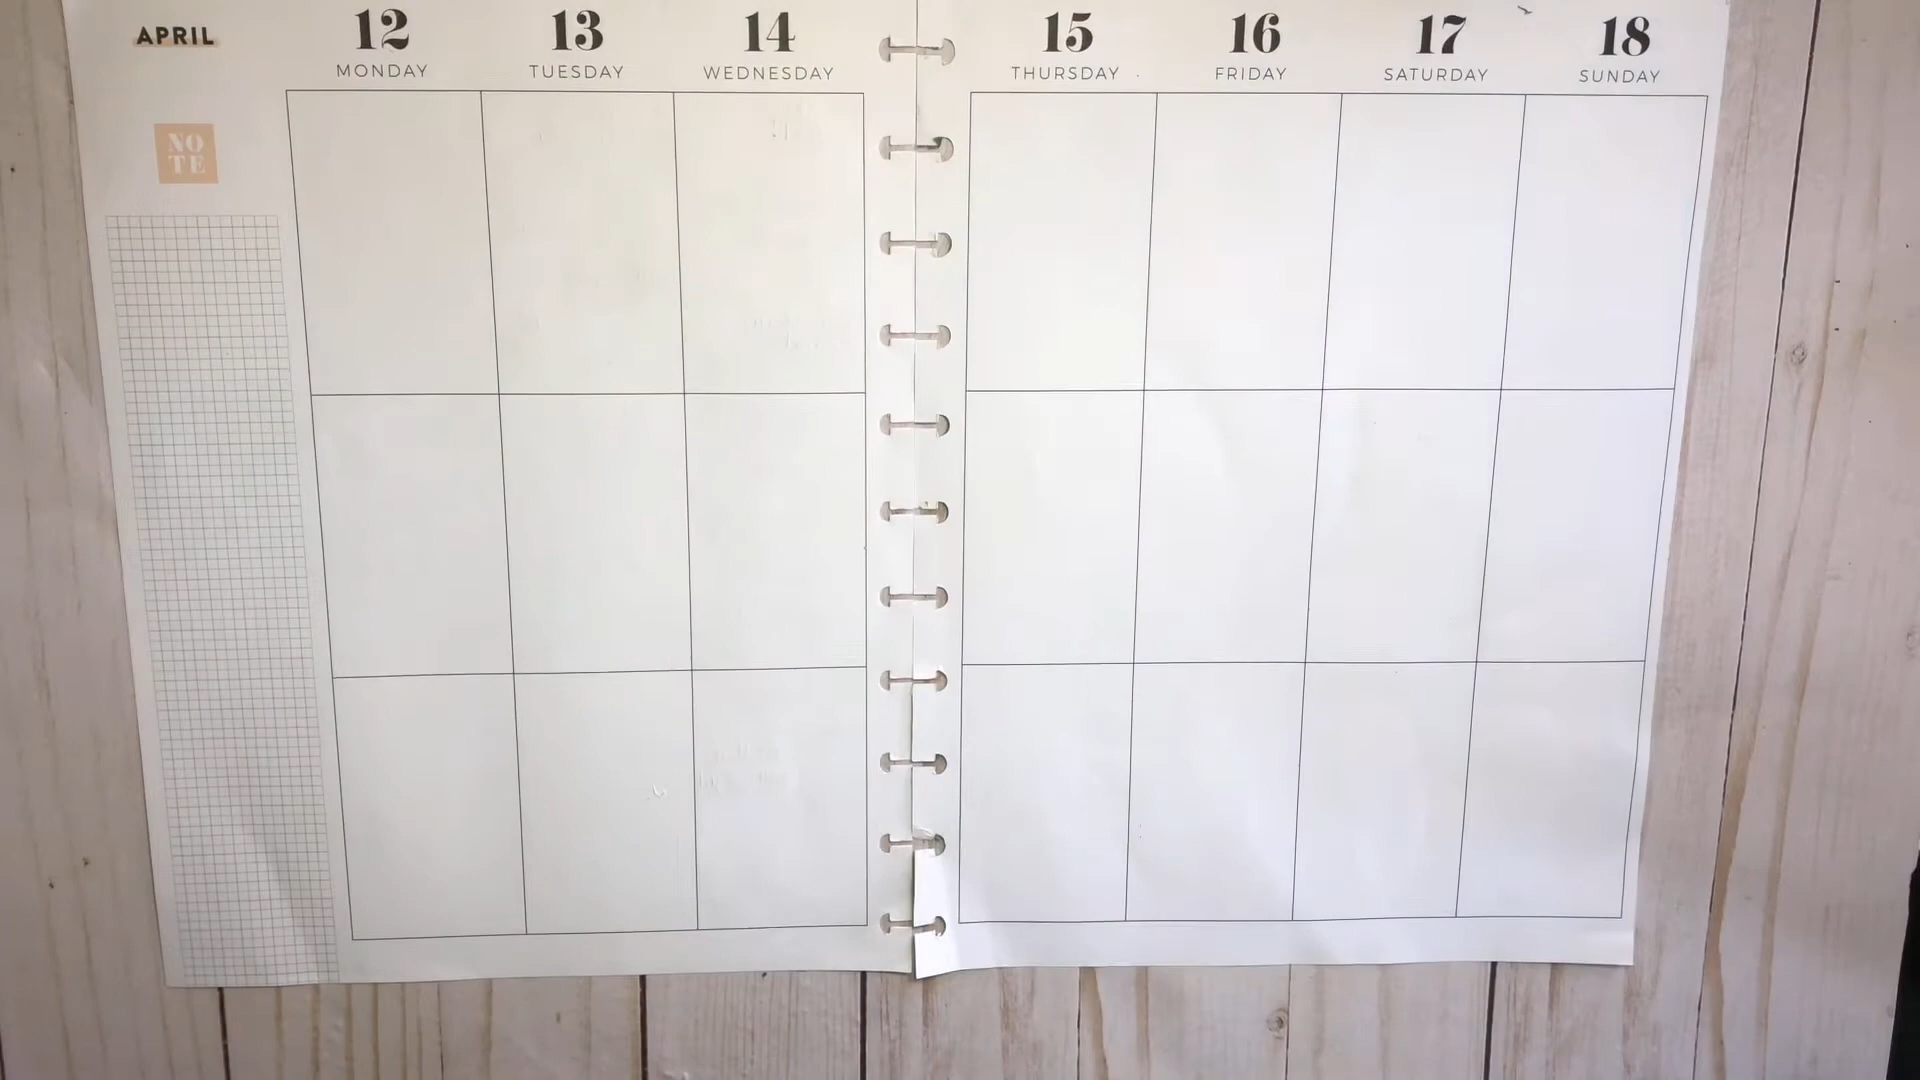 APRIL
12
MONDAY
13
TUESDAY
14
WEDNESDAY
15
THURSDAY
16
FRIDAY
17
SATURDAY
18
SUNDAY
NO
TE